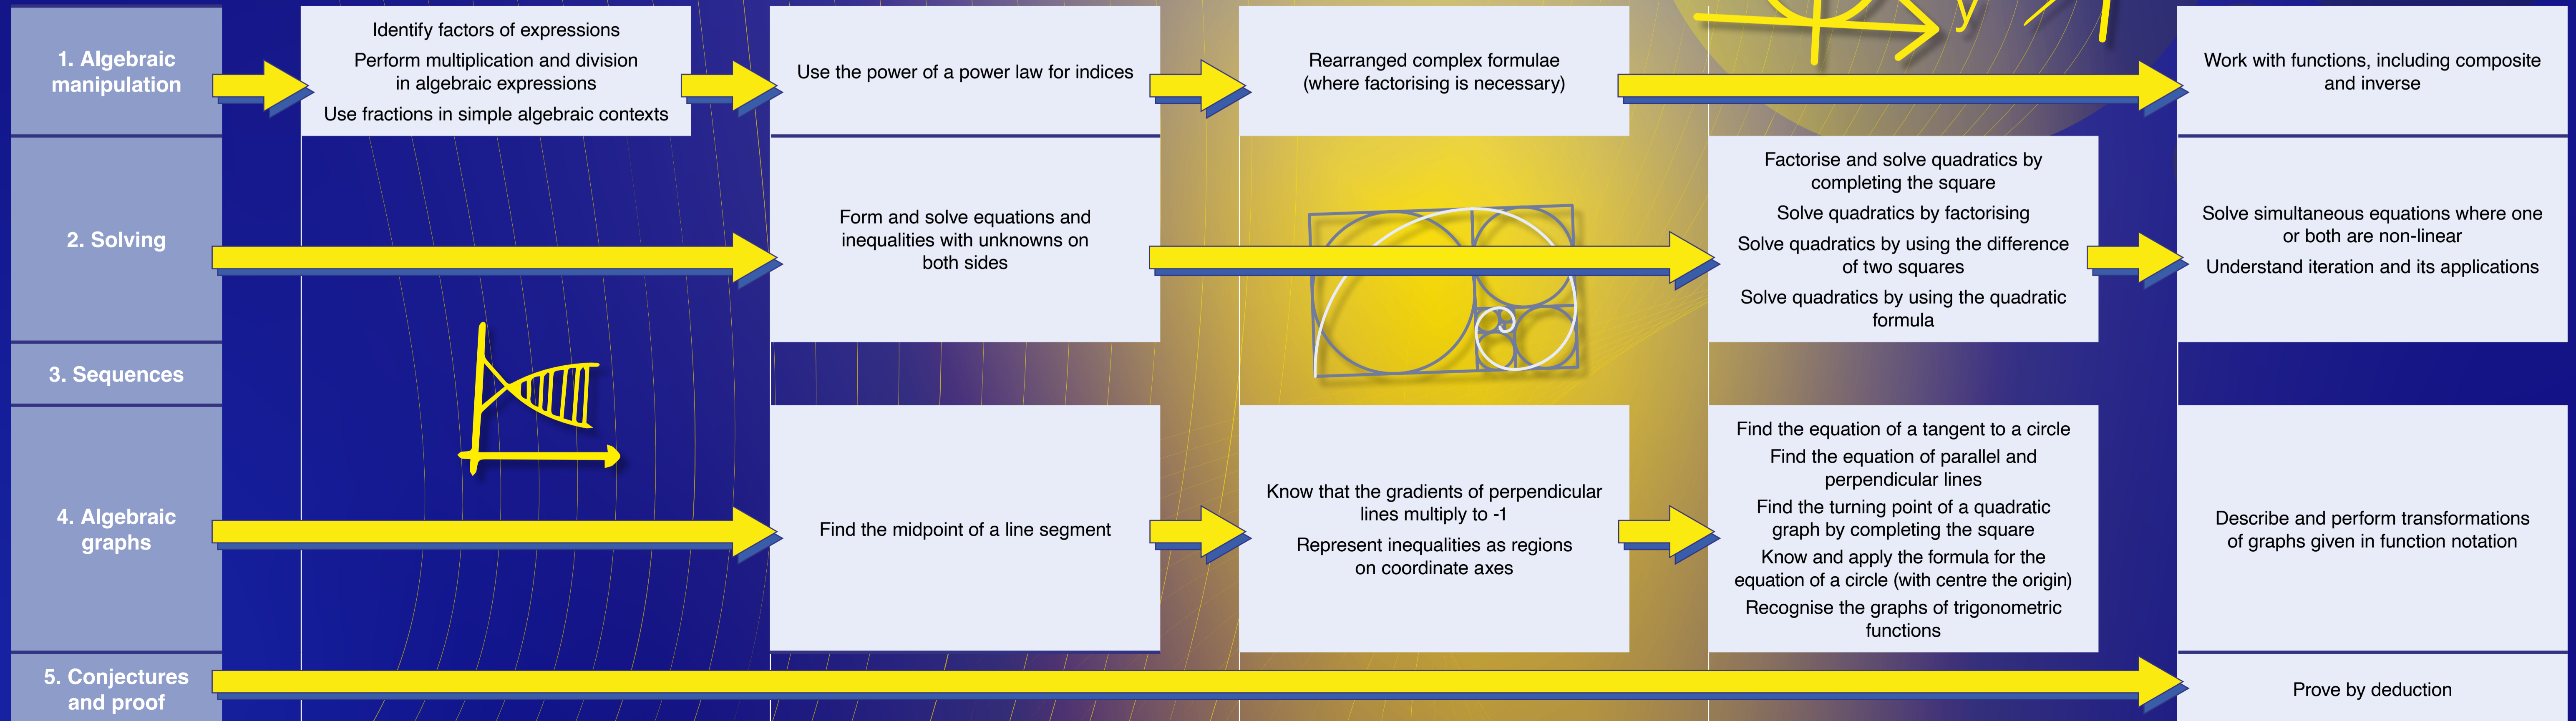 1. Algebraic
manipulation
Identify factors of expressions
Perform multiplication and division
in algebraic expressions
Use fractions in simple algebraic contexts
Use the power of a power law for indices
Rearranged complex formulae
(where factorising is necessary)
y
Work with functions, including composite
and inverse
2. Solving
Form and solve equations and
inequalities with unknowns on
both sides
Factorise and solve quadratics by
completing the square
Solve quadratics by factorising
Solve quadratics by using the difference
of two squares
Solve quadratics by using the quadratic
formula
Solve simultaneous equations where one
or both are non-linear
Understand iteration and its applications
3. Sequences
4. Algebraic
graphs
Find the midpoint of a line segment
Know that the gradients of perpendicular
lines multiply to -1
Represent inequalities as regions
on coordinate axes
Find the equation of a tangent to a circle
Find the equation of parallel and
perpendicular lines
Find the turning point of a quadratic
graph by completing the square
Know and apply the formula for the
equation of a circle (with centre the origin)
Recognise the graphs of trigonometric
functions
Describe and perform transformations
of graphs given in function notation
5. Conjectures
and proof
Prove by deduction